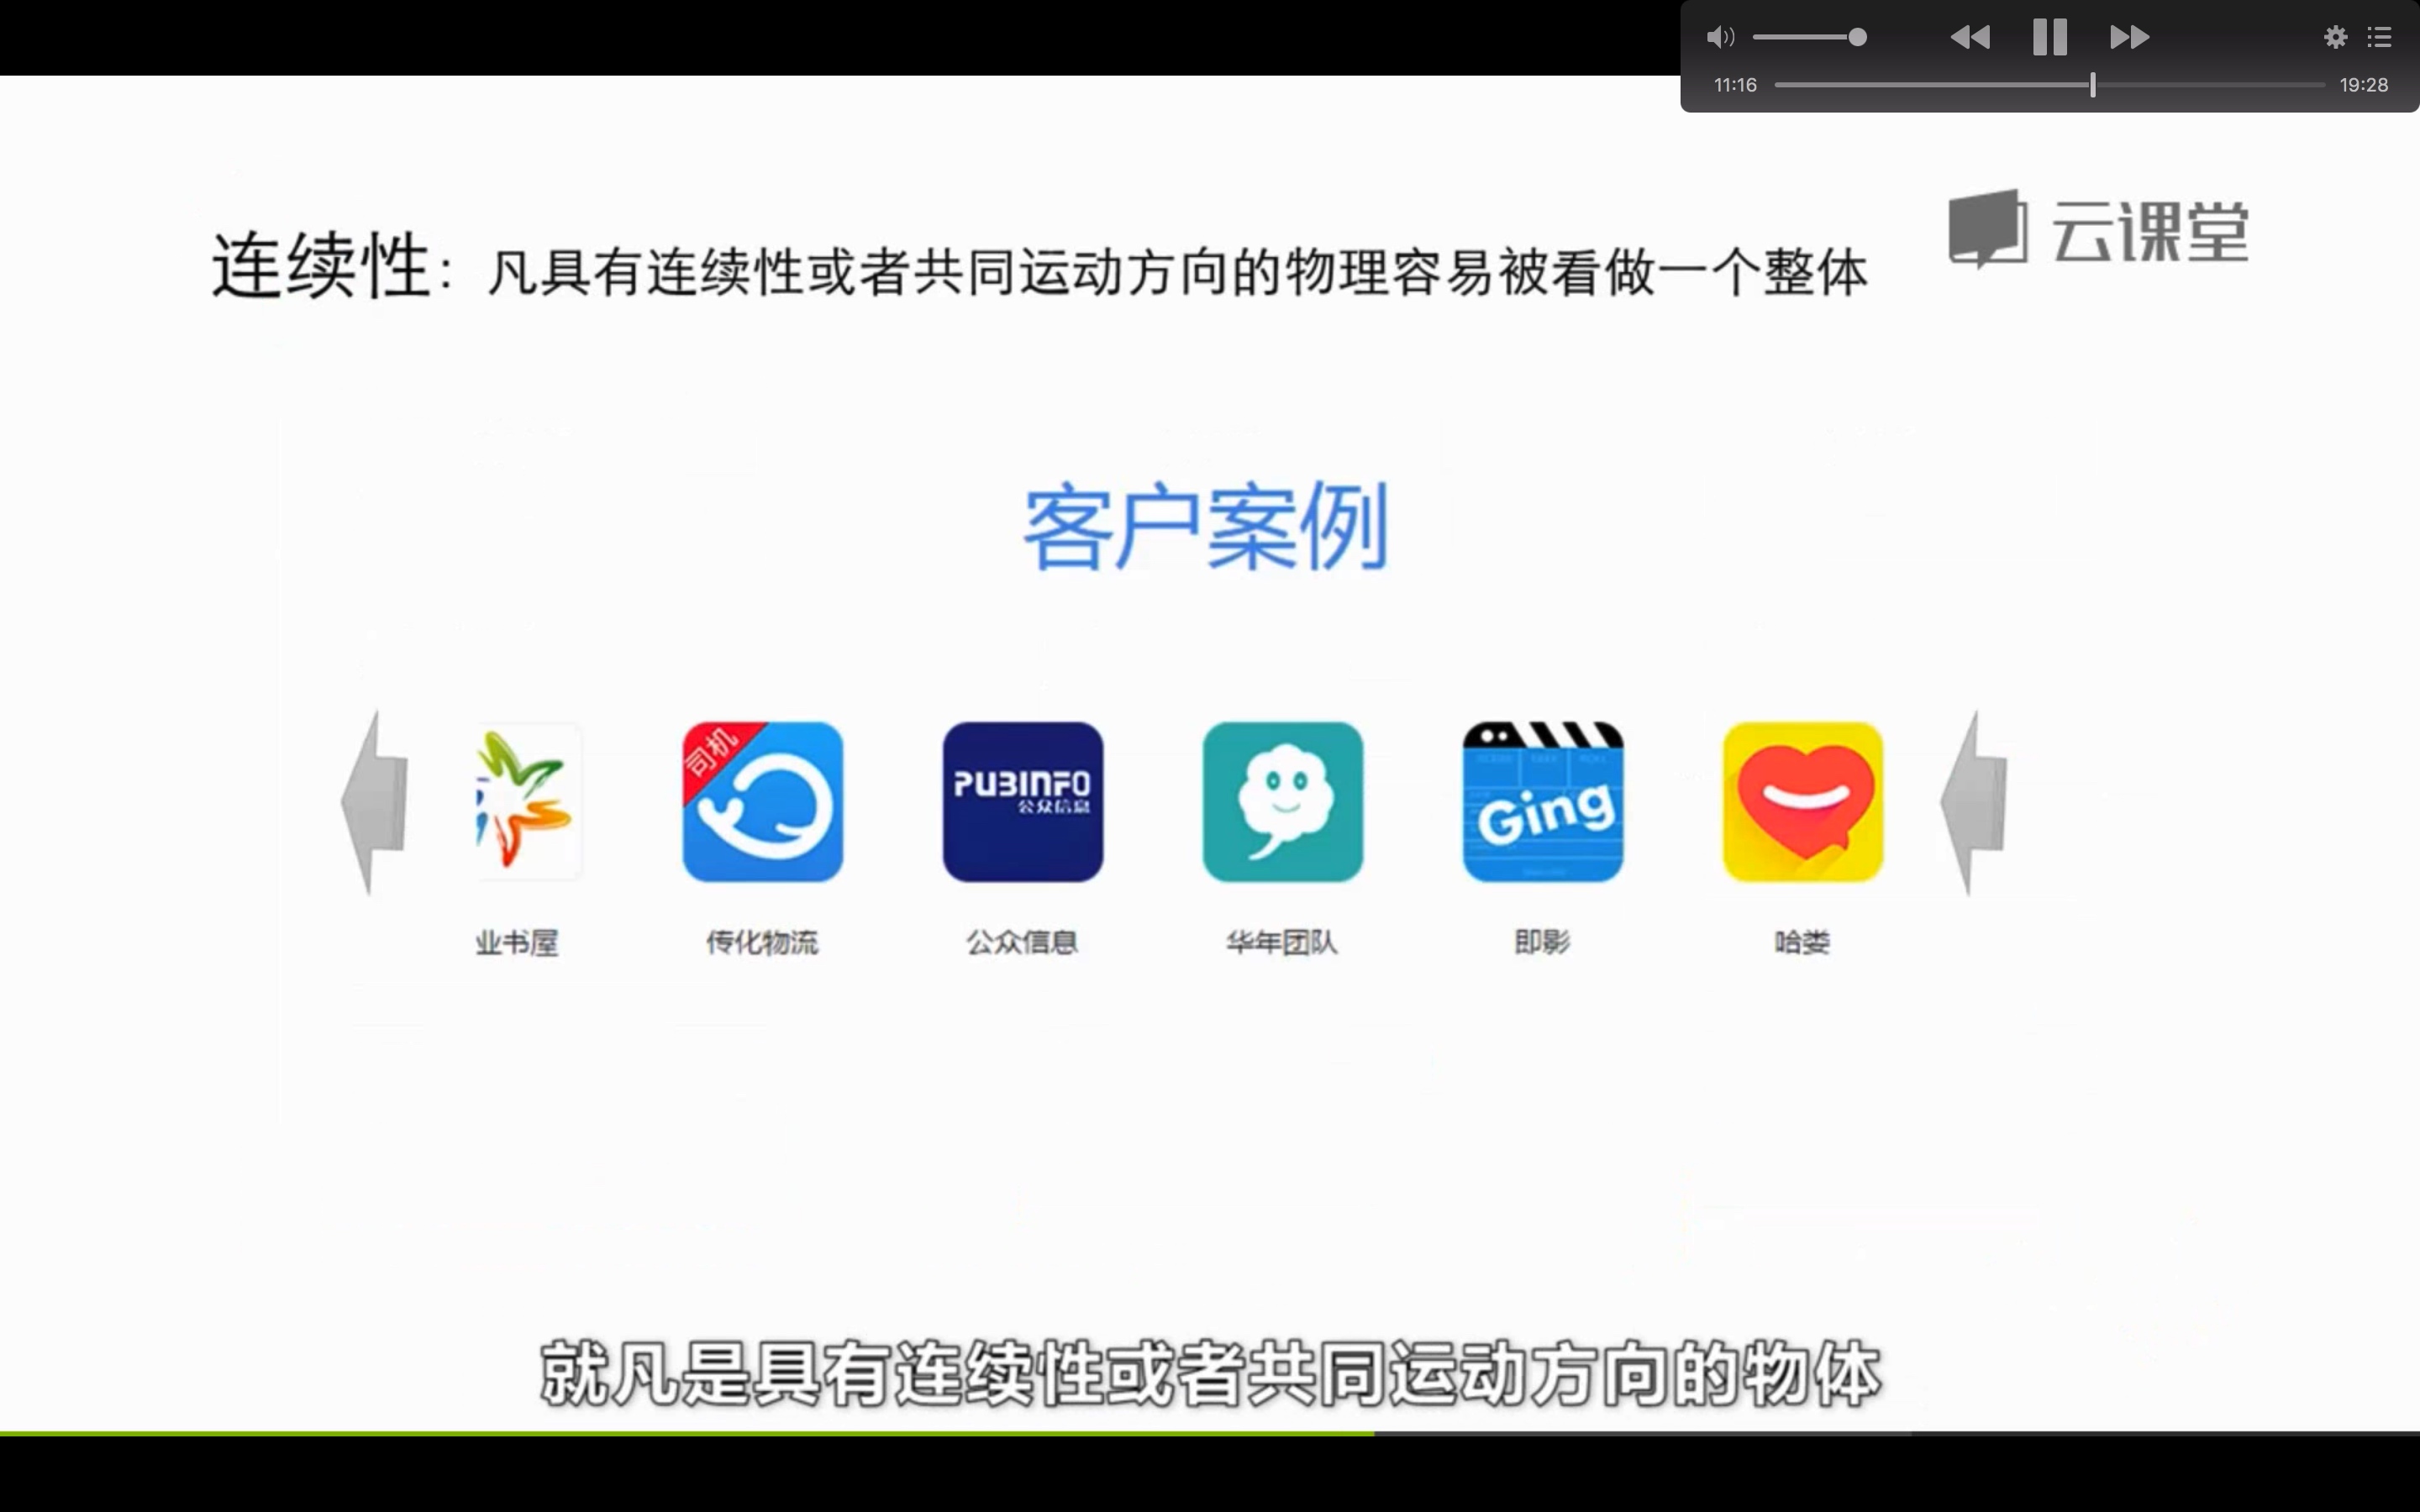 11:16
19:28
云课堂
连续性：凡具有连续性或者共同运动方向的物理容易被看做一个整体
客户案例
司机
PUBINFO
公众信息
Ging
业书屋
传化物流
公众信息
华年团队
即影
哈娄
就凡是具有连续性或者共同运动方向的物体